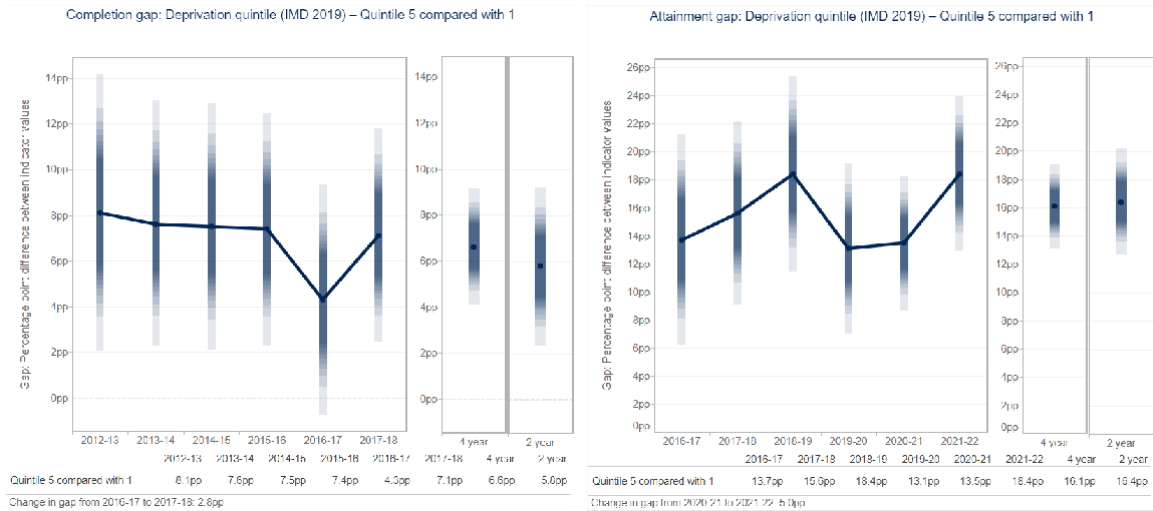 Completion gap: Deprivation quintile (IMD 2019) – Quintile 5 compared with 1
Gap: Percentage point difference between indicator values
14pp
12pp
10pp
8pp
6pp
4pp
2pp
0pp
14pp
12pp
10pp
8pp
6pp
4pp
2pp
0pp
2012-13 2013-14 2014-15 2015-16 2016-17 2017-18 4 year 2 year
2012-13 2013-14 2014-15 2015-16 2016-17 2017-18 4 year 2 year
Quintile 5 compared with 1 8.1pp 7.6pp 7.5pp 7.4pp 4.3pp 7.1pp 6.6pp 5.8pp
Change in gap from 2016-17 to 2017-18: 2.8pp
Attainment gap: Deprivation quintile (IMD 2019) – Quintile 5 compared with 1
Gap: Percentage point difference between indicator values
26pp
24pp
22pp
20pp
18pp
16pp
14pp
12pp
10pp
8pp
6pp
4pp
2pp
0pp
26pp
24pp
22pp
20pp
18pp
16pp
14pp
12pp
10pp
8pp
6pp
4pp
2pp
0pp
2016-17 2017-18 2018-19 2019-20 2020-21 2021-22 4 year 2 year
2016-17 2017-18 2018-19 2019-20 2020-21 2021-22 4 year 2 year
Quintile 5 compared with 1 13.7pp 15.6pp 18.4pp 13.1pp 13.5pp 18.4pp 16.1pp 16.4pp
Change in gap from 2020-21 to 2021-22: 5.0pp